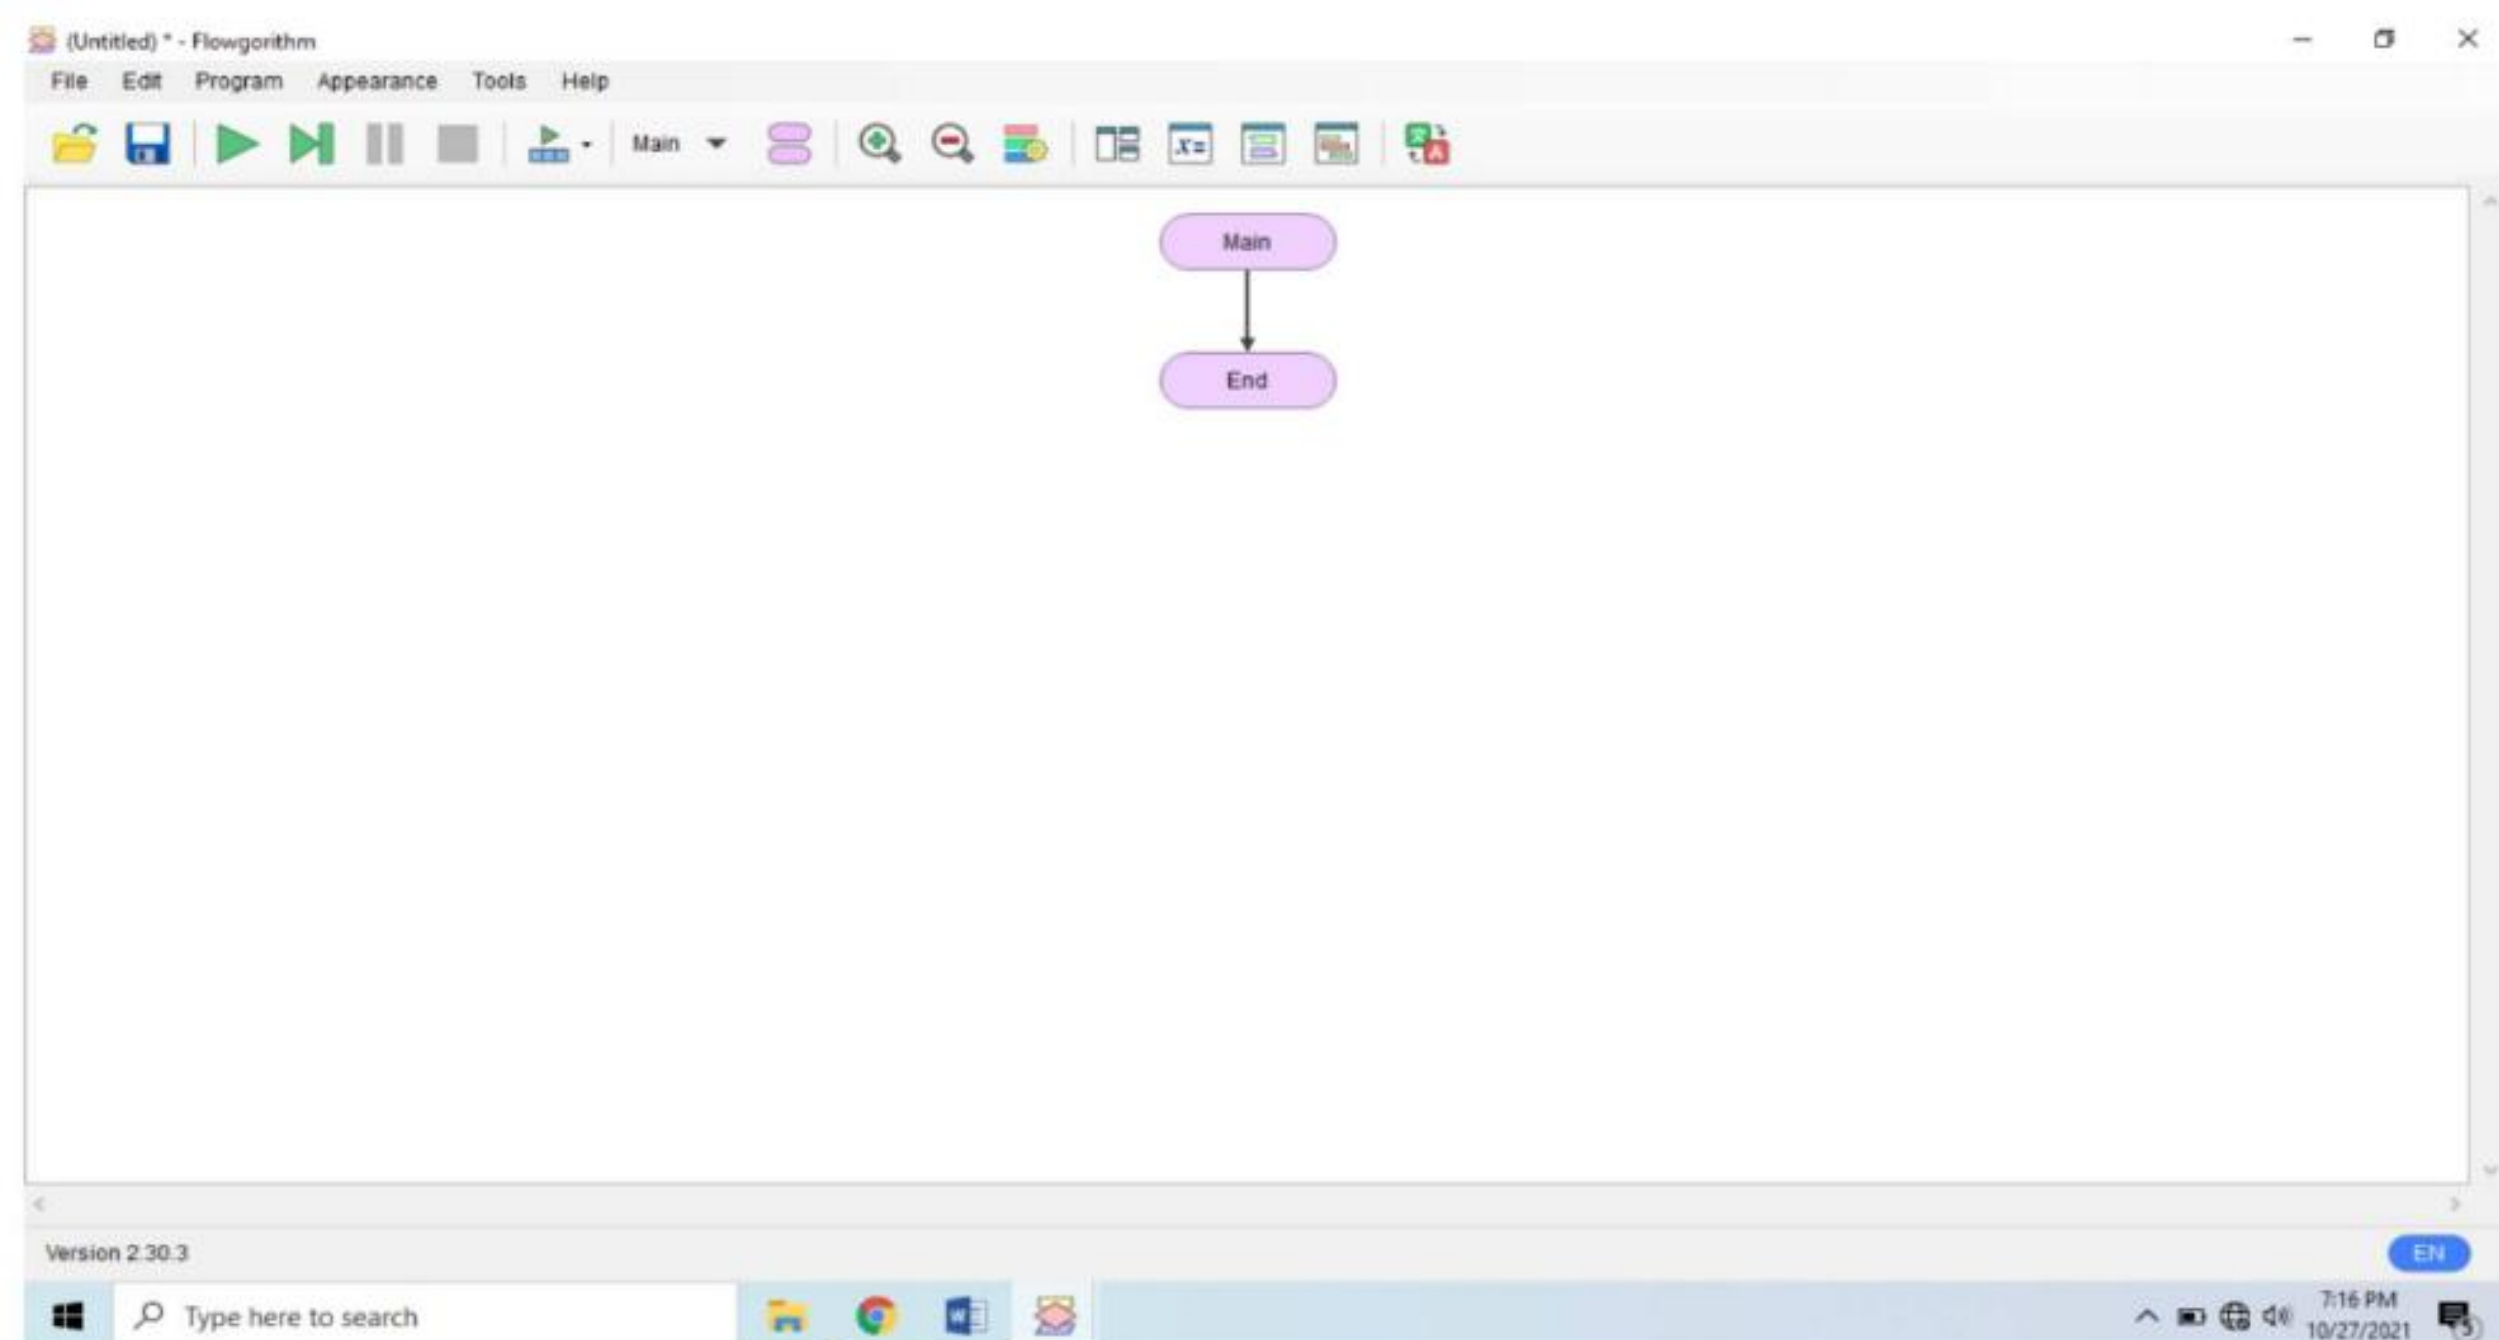 (Untitled) * - Flowgorithm
File Edit Program Appearance Tools Help
Main
x=
Main
End
Version 2.30.3
EN
Type here to search
7:16 PM
10/27/2021